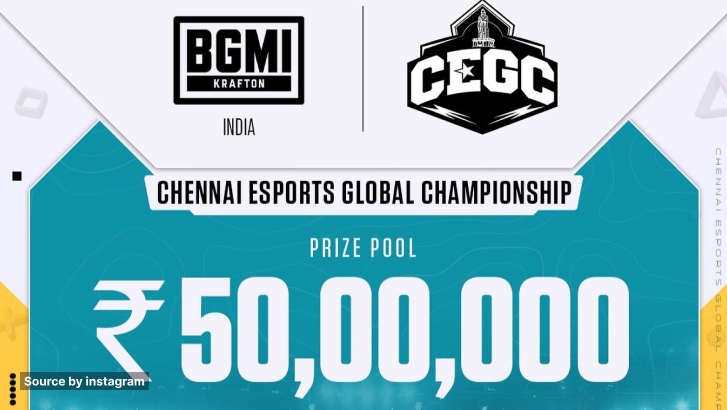 BGMI
KRAFTON
INDIA
CEGC
CHENNAI ESPORTS GLOBAL CHAMPIONSHIP
PRIZE POOL
₹ 50,00,000
Source by instagram
CHENNAI ESPORTS GLOBAL CHAM